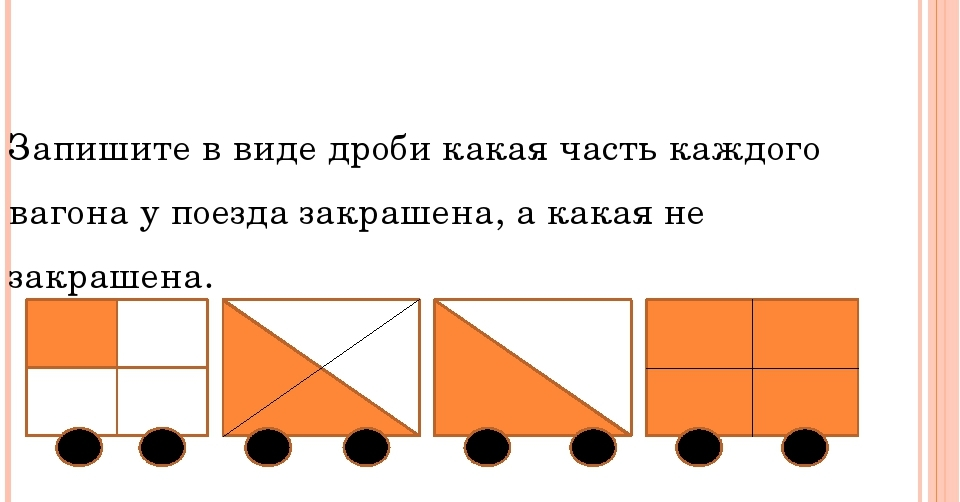 Запишите в виде дроби какая часть каждого
вагона у поезда закрашена, а какая не
закрашена.